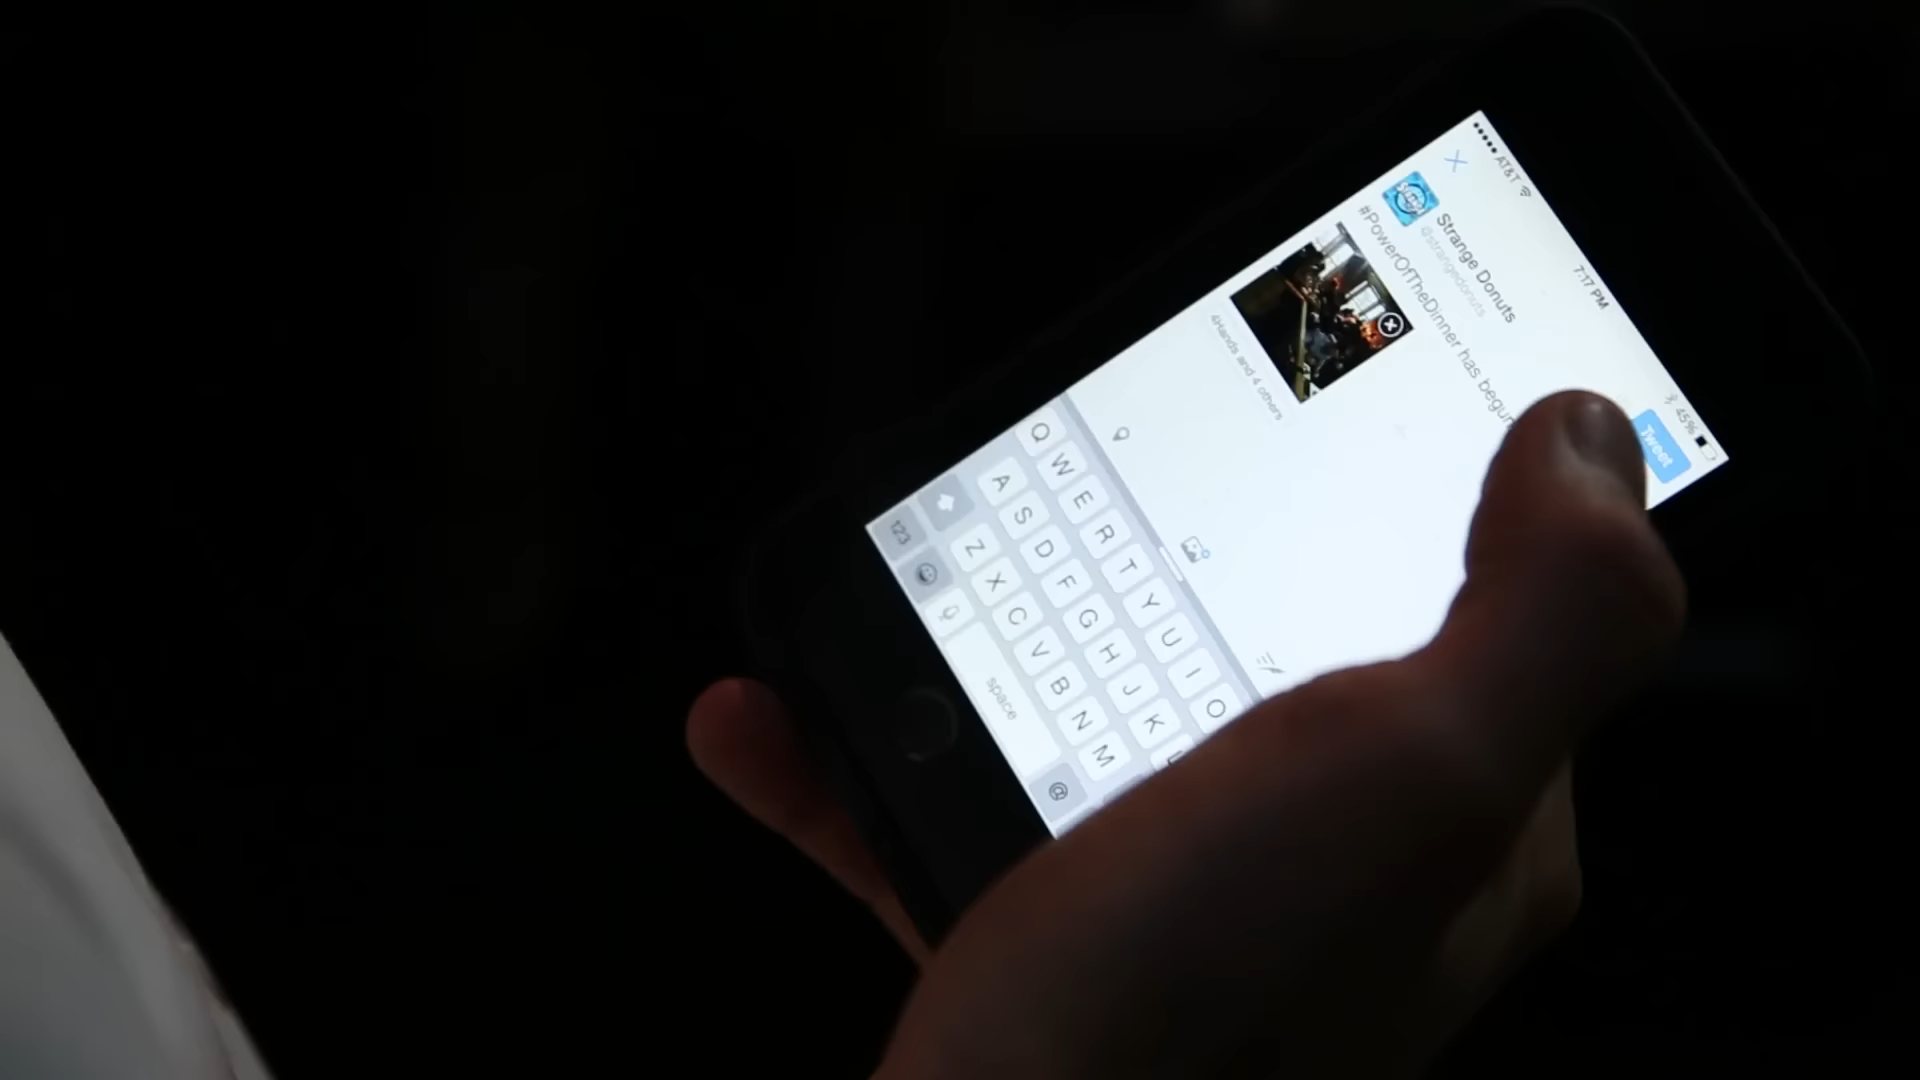 AT&T 7:17 PM 45%
Tweet
Strange Donuts
@strangedonuts
#PowerOfTheDinner has begun
4Hands and 4 others
Q W E R T Y U I O
A S D F G H J K L
Z X C V B N M
123 space @